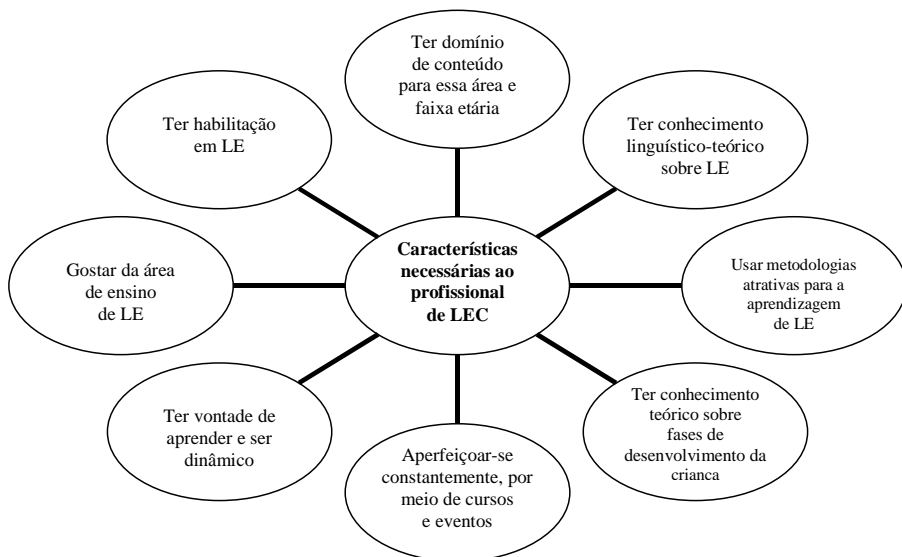 Ter domínio
de conteúdo
para essa área e
faixa etária
Ter habilitação
em LE
Ter conhecimento
linguístico-teórico
sobre LE
Gostar da área
de ensino
de LE
Características
necessárias ao
profissional
de LEC
Usar metodologias
atrativas para a
aprendizagem
de LE
Ter vontade de
aprender e ser
dinâmico
Aperfeiçoar-se
constantemente, por
meio de cursos
e eventos
Ter conhecimento
teórico sobre
fases de
desenvolvimento da
crianca